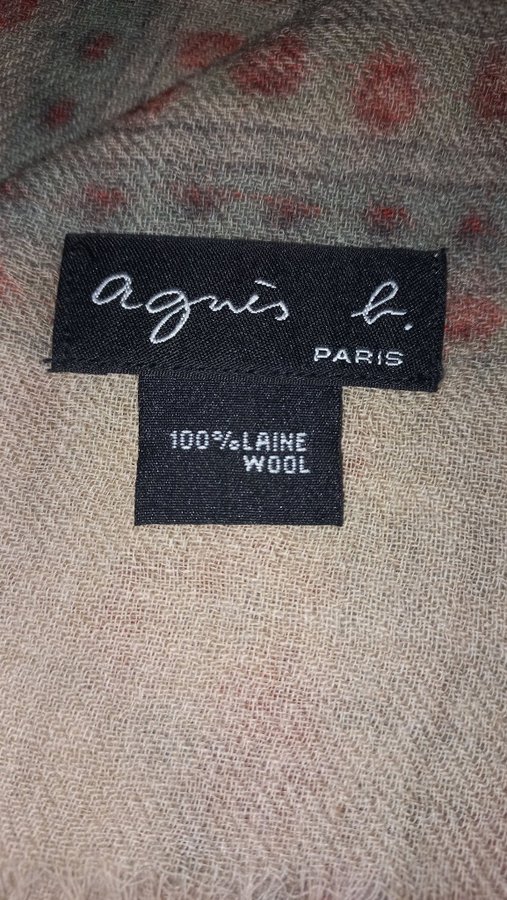 agnès b.
PARIS
100% LAINE
WOOL